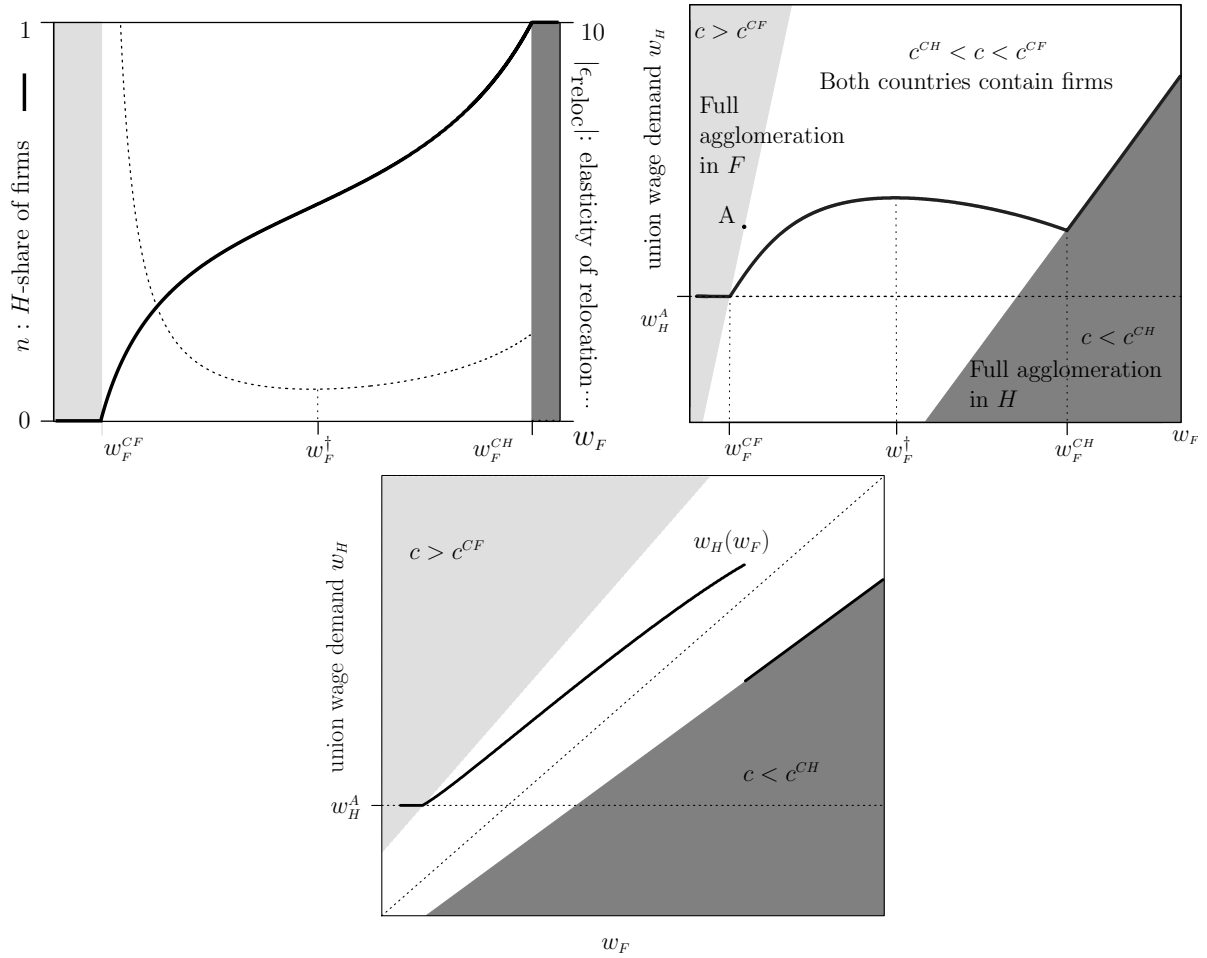 1
0
n : H-share of firms
10
|ϵreloc|: elasticity of relocation···
w_F^{CF}
w_F^†
w_F^{CH}
w_F
union wage demand w_H
c > c^{CF}
c^{CH} < c < c^{CF}
Both countries contain firms
Full
agglomeration
in F
A
w_H^A
c < c^{CH}
Full agglomeration
in H
w_F^{CF}
w_F^†
w_F^{CH}
w_F
union wage demand w_H
c > c^{CF}
w_H(w_F)
c < c^{CH}
w_H^A
w_F